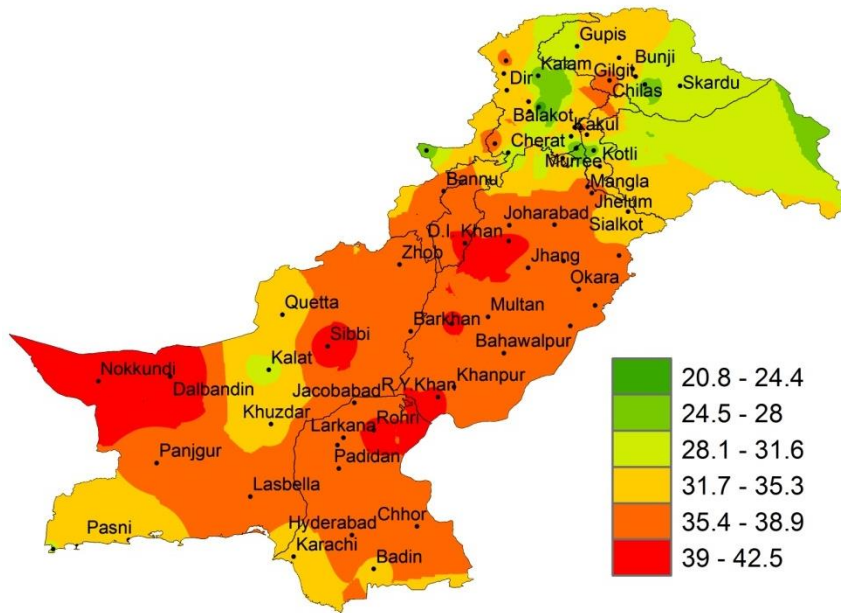 Gupis
Bunji
Kalam
Dir
Gilgit
Skardu
Chilas
Balakot
Kakul
Cherat
Murree
Kotli
Bannu
Mangla
Jhelum
Joharabad
Sialkot
D.I. Khan
Zhob
Jhang
Okara
Quetta
Multan
Barkhan
Sibbi
Bahawalpur
Kalat
Nokkundi
Dalbandin
R.Y.Khan
Khanpur
Jacobabad
Khuzdar
Larkana
Rohri
Panjgur
Padidan
Lasbella
Pasni
Hyderabad
Chhor
Karachi
Badin
20.8 - 24.4
24.5 - 28
28.1 - 31.6
31.7 - 35.3
35.4 - 38.9
39 - 42.5